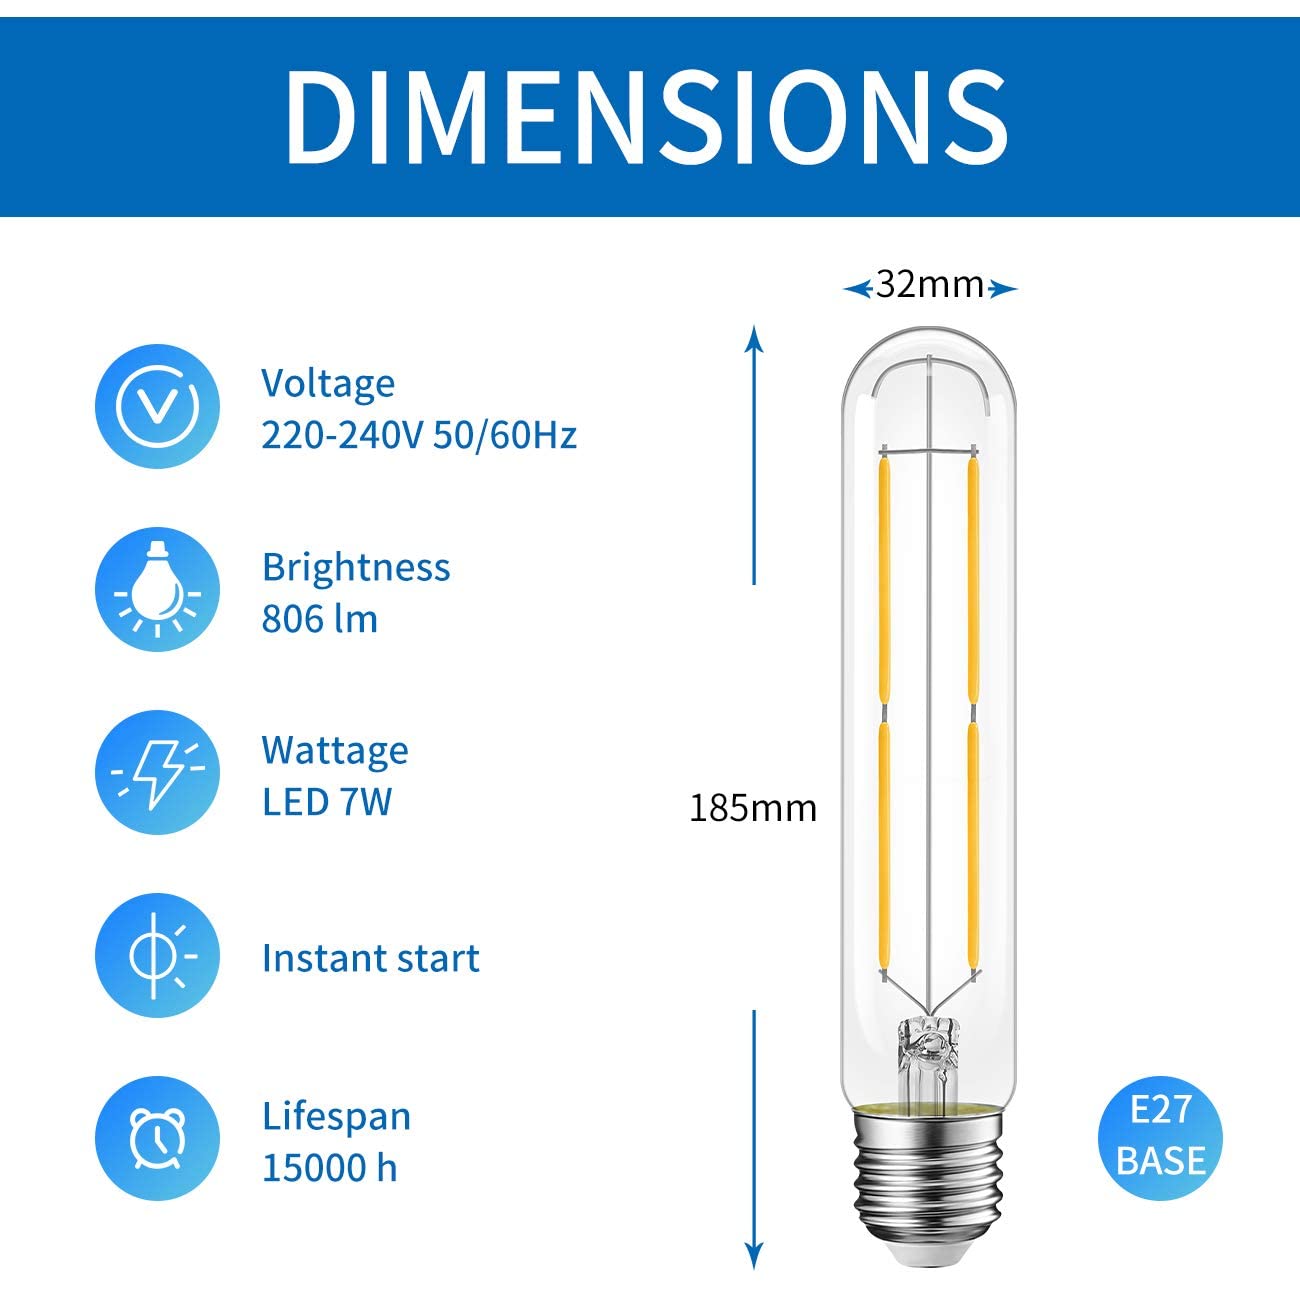 DIMENSIONS
32mm
Voltage
220-240V 50/60Hz
Brightness
806 lm
Wattage
LED 7W
185mm
Instant start
Lifespan
15000 h
E27
BASE